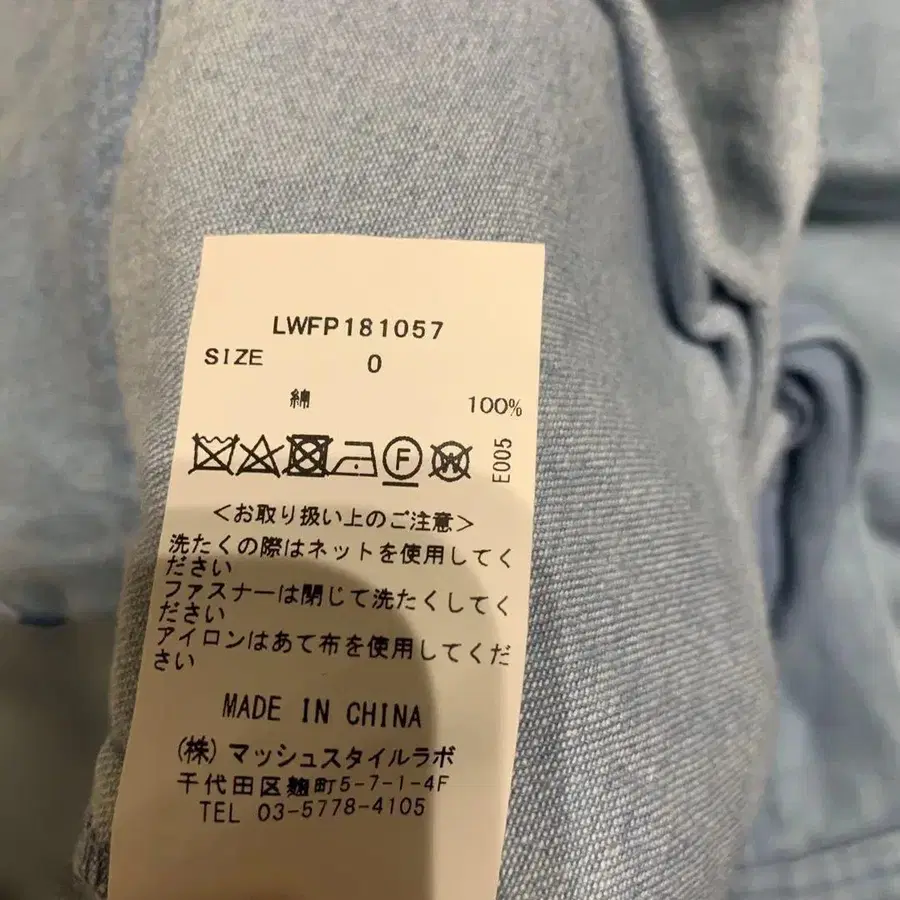 LWFP181057
SIZE 0
綿 100%
F W E005
<お取り扱い上のご注意>
洗たくの際はネットを使用してく
ださい
ファスナーは閉じて洗たくしてく
ださい
アイロンはあて布を使用してくだ
さい
MADE IN CHINA
(株)マッシュスタイルラボ
千代田区麹町5-7-1-4F
TEL 03-5778-4105